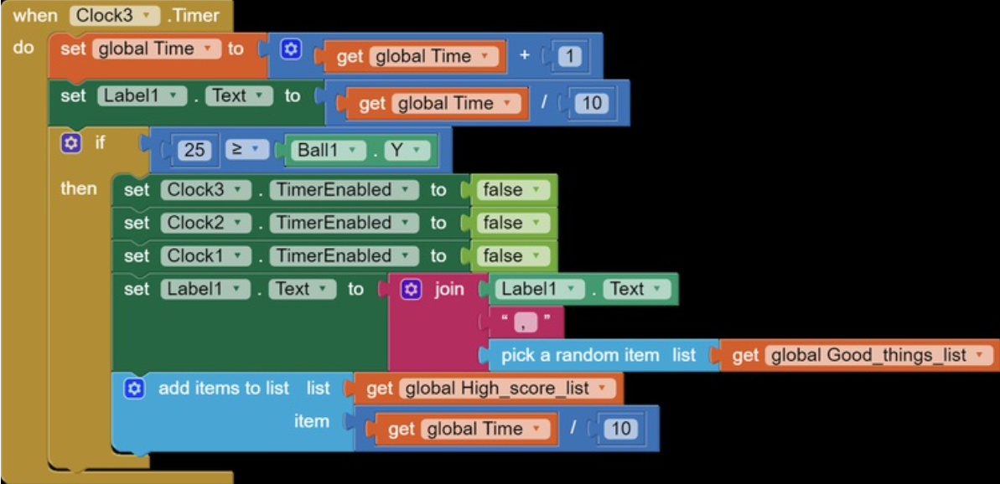 when Clock3 .Timer
do set global Time to get global Time + 1
set Label1 . Text to get global Time / 10
if 25 ≥ Ball1 . Y
then set Clock3 . TimerEnabled to false
set Clock2 . TimerEnabled to false
set Clock1 . TimerEnabled to false
set Label1 . Text to join Label1 . Text
“ , ”
pick a random item list get global Good_things_list
add items to list list get global High_score_list
item get global Time / 10